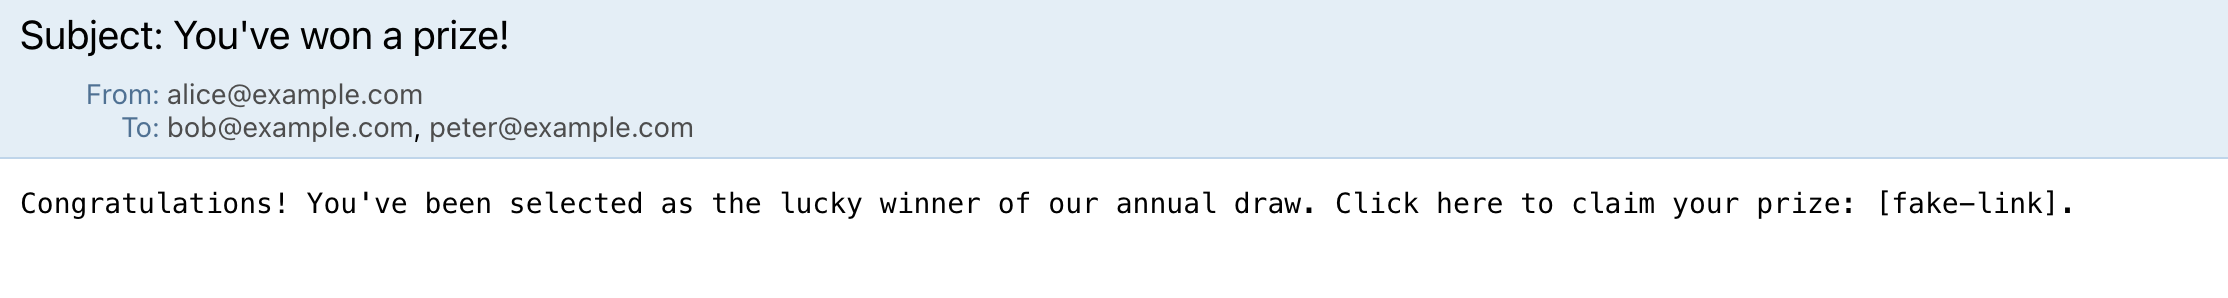 Subject: You've won a prize!
From: alice@example.com
To: bob@example.com, peter@example.com
Congratulations! You've been selected as the lucky winner of our annual draw. Click here to claim your prize: [fake-link].